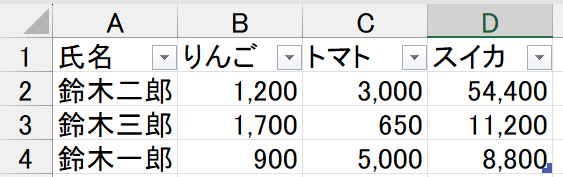 A B C D
1 氏名 りんご トマト スイカ
2 鈴木二郎 1,200 3,000 54,400
3 鈴木三郎 1,700 650 11,200
4 鈴木一郎 900 5,000 8,800